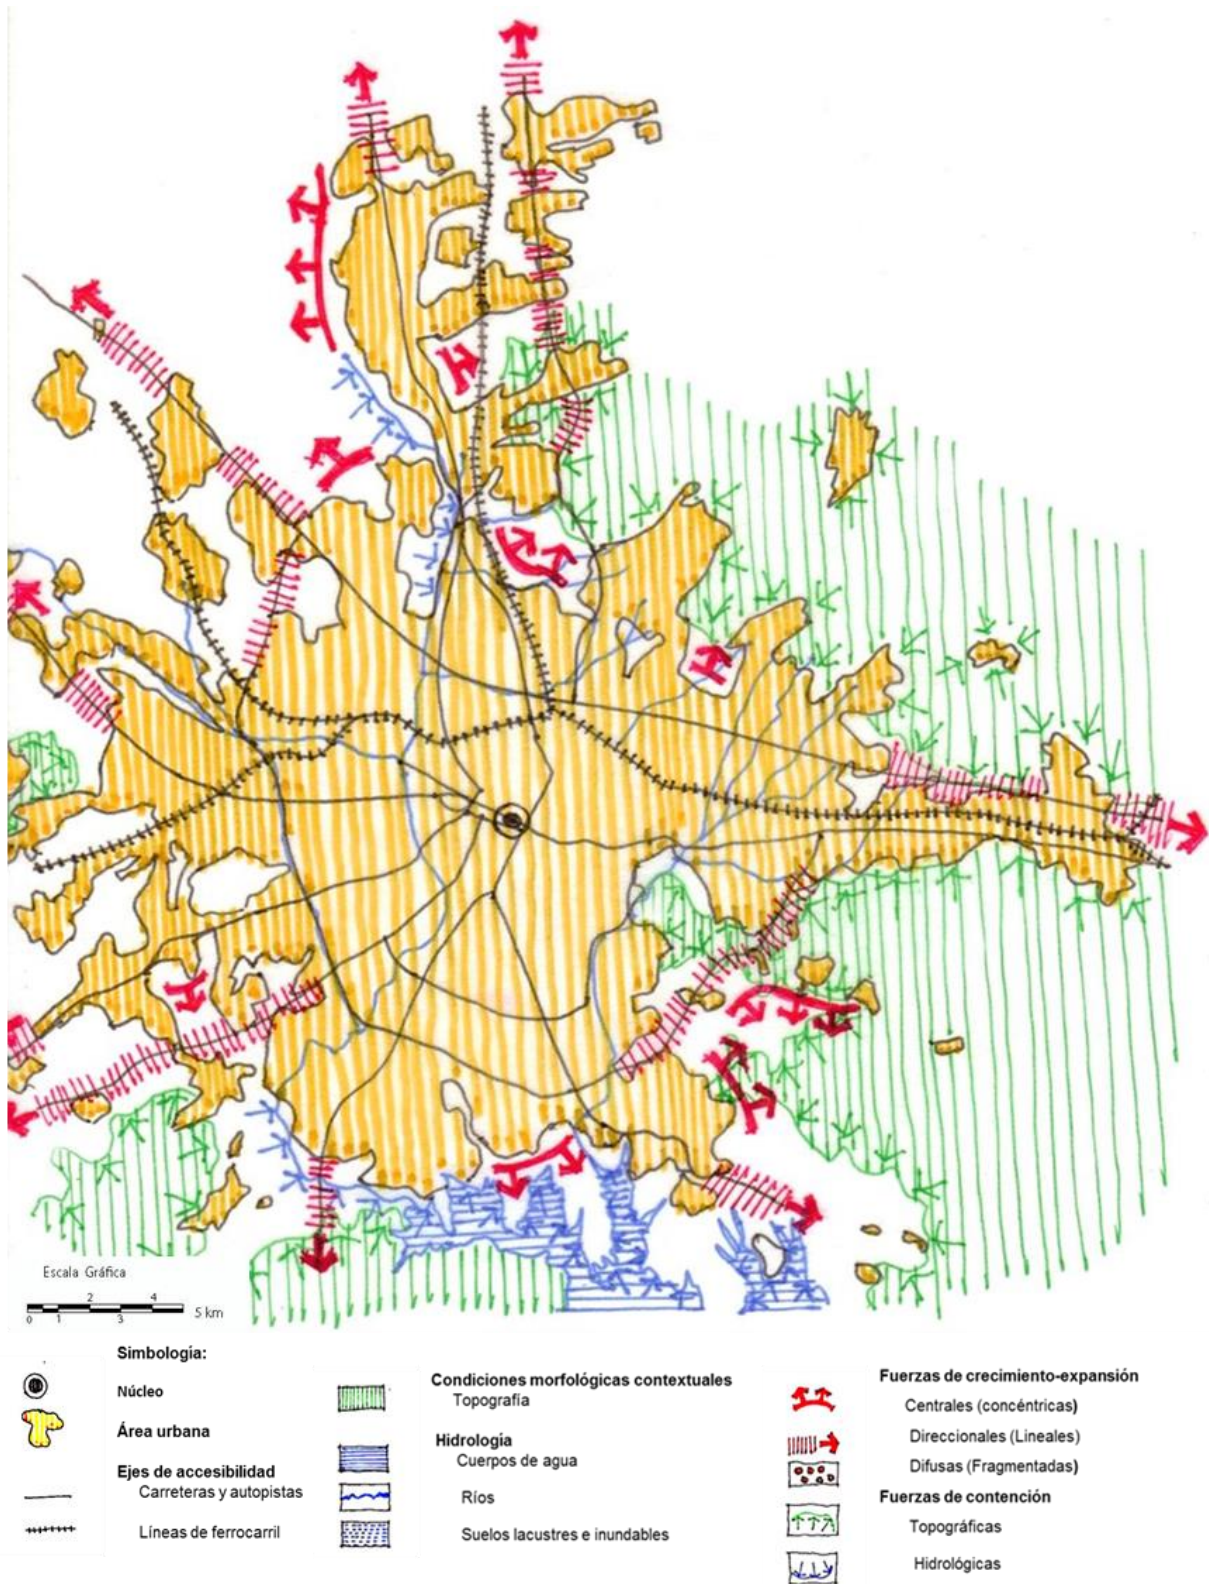 Escala Gráfica
2 4
5 km
0 1 3
Simbología:
Núcleo
Área urbana
Ejes de accesibilidad
Carreteras y autopistas
Líneas de ferrocarril
Condiciones morfológicas contextuales
Topografía
Hidrología
Cuerpos de agua
Ríos
Suelos lacustres e inundables
Fuerzas de crecimiento-expansión
Centrales (concéntricas)
Direccionales (Lineales)
Difusas (Fragmentadas)
Fuerzas de contención
Topográficas
Hidrológicas